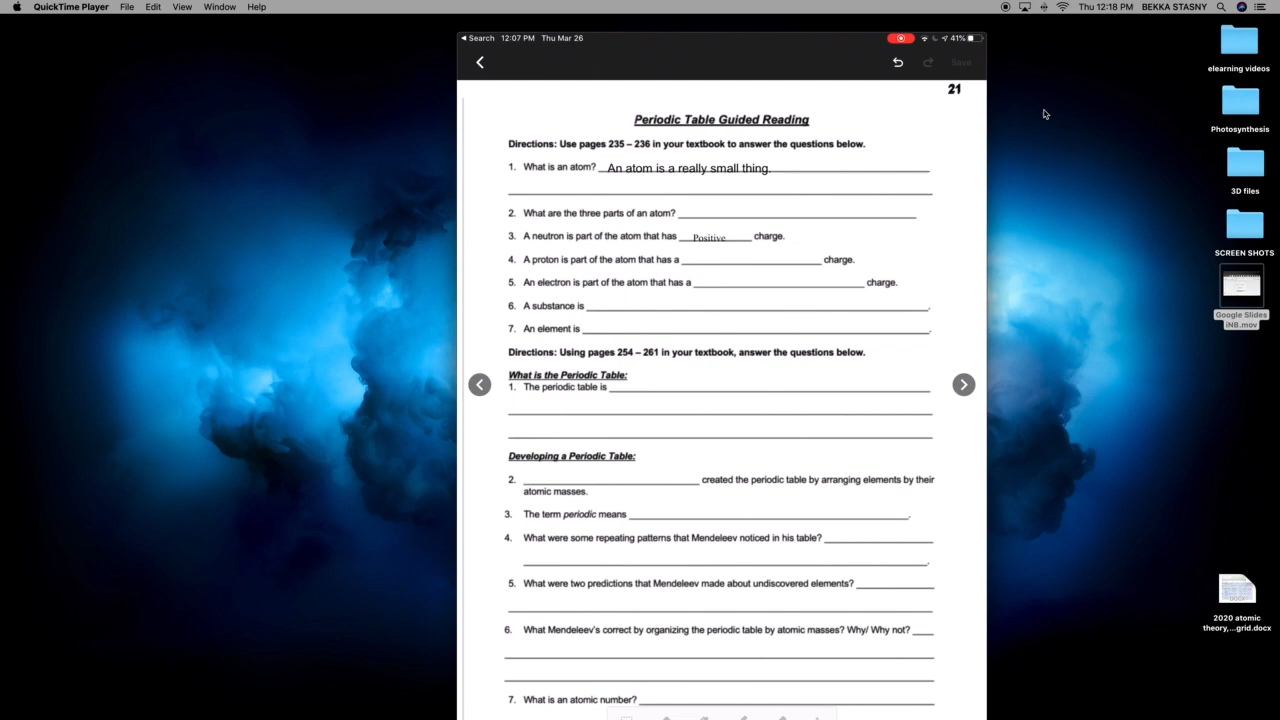 QuickTime Player File Edit View Window Help Thu 12:18 PM BEKKA STASNY
Search 12:07 PM Thu Mar 26 41%
Save
21
Periodic Table Guided Reading
Directions: Use pages 235 – 236 in your textbook to answer the questions below.
1. What is an atom? An atom is a really small thing.
2. What are the three parts of an atom?
3. A neutron is part of the atom that has Positive charge.
4. A proton is part of the atom that has a charge.
5. An electron is part of the atom that has a charge.
6. A substance is .
7. An element is .
Directions: Using pages 254 – 261 in your textbook, answer the questions below.
What is the Periodic Table:
1. The periodic table is
Developing a Periodic Table:
2. created the periodic table by arranging elements by their
atomic masses.
3. The term periodic means .
4. What were some repeating patterns that Mendeleev noticed in his table?
.
5. What were two predictions that Mendeleev made about undiscovered elements?
6. What Mendeleev's correct by organizing the periodic table by atomic masses? Why/ Why not?
7. What is an atomic number?
elearning videos
Photosynthesis
3D files
SCREEN SHOTS
Google Slides
iNB.mov
2020 atomic
theory,...grid.docx